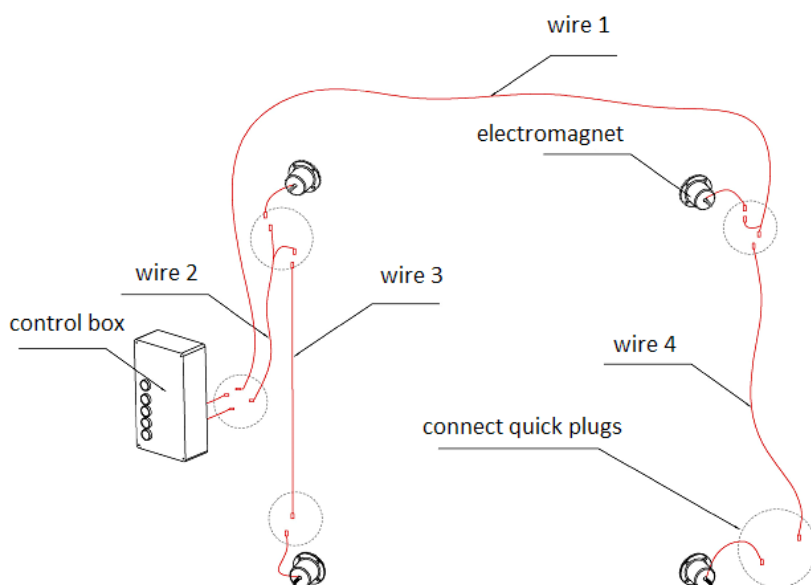 wire 1
electromagnet
wire 2
wire 3
control box
wire 4
connect quick plugs